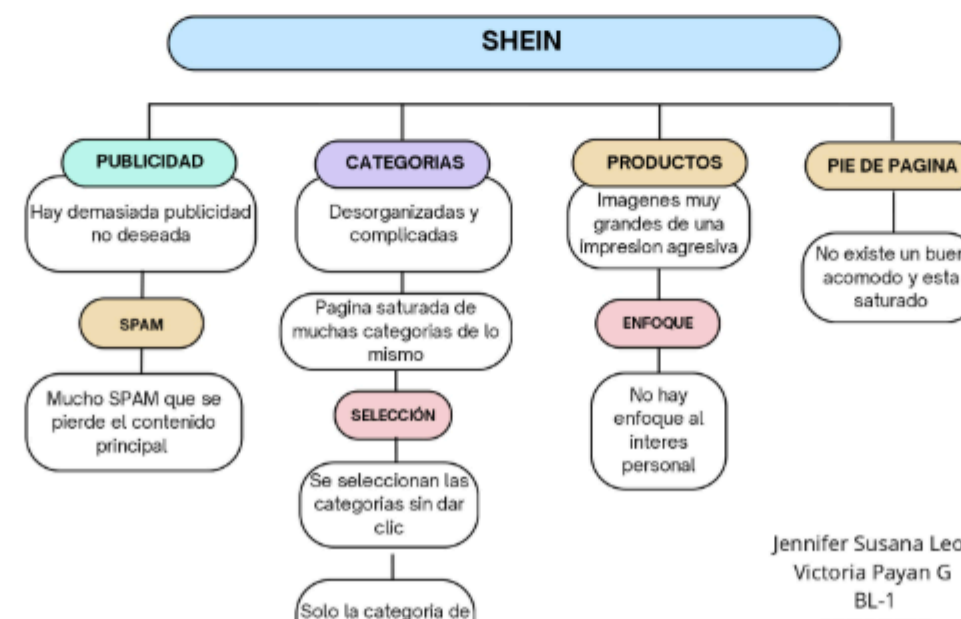 SHEIN
PUBLICIDAD
Hay demasiada publicidad
no deseada
SPAM
Mucho SPAM que se
pierde el contenido
principal
CATEGORIAS
Desorganizadas y
complicadas
Pagina saturada de
muchas categorias de lo
mismo
SELECCIÓN
Se seleccionan las
categorias sin dar
clic
Solo la categoria de
PRODUCTOS
Imagenes muy
grandes de una
impresion agresiva
ENFOQUE
No hay
enfoque al
interes
personal
PIE DE PAGINA
No existe un buen
acomodo y esta
saturado
Jennifer Susana
Victoria Payan G
BL-1